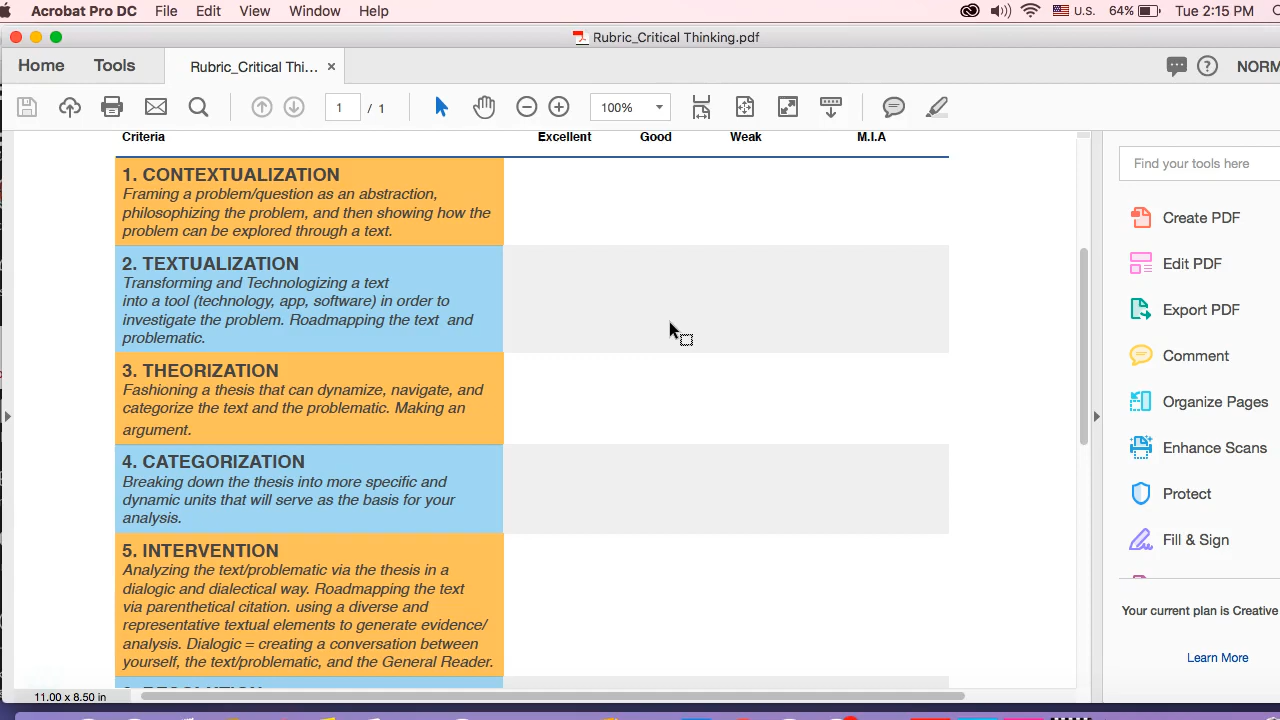 Acrobat Pro DC File Edit View Window Help U.S. 64% Tue 2:15 PM
Rubric_Critical Thinking.pdf
Home Tools Rubric_Critical Thi... × ? NORM
1 / 1 100%
Criteria Excellent Good Weak M.I.A
1. CONTEXTUALIZATION
Framing a problem/question as an abstraction,
philosophizing the problem, and then showing how the
problem can be explored through a text.
2. TEXTUALIZATION
Transforming and Technologizing a text
into a tool (technology, app, software) in order to
investigate the problem. Roadmapping the text and
problematic.
3. THEORIZATION
Fashioning a thesis that can dynamize, navigate, and
categorize the text and the problematic. Making an
argument.
4. CATEGORIZATION
Breaking down the thesis into more specific and
dynamic units that will serve as the basis for your
analysis.
5. INTERVENTION
Analyzing the text/problematic via the thesis in a
dialogic and dialectical way. Roadmapping the text
via parenthetical citation. using a diverse and
representative textual elements to generate evidence/
analysis. Dialogic = creating a conversation between
yourself, the text/problematic, and the General Reader.
11.00 x 8.50 in
Find your tools here
Create PDF
Edit PDF
Export PDF
Comment
Organize Pages
Enhance Scans
Protect
Fill & Sign
Your current plan is Creative
Learn More